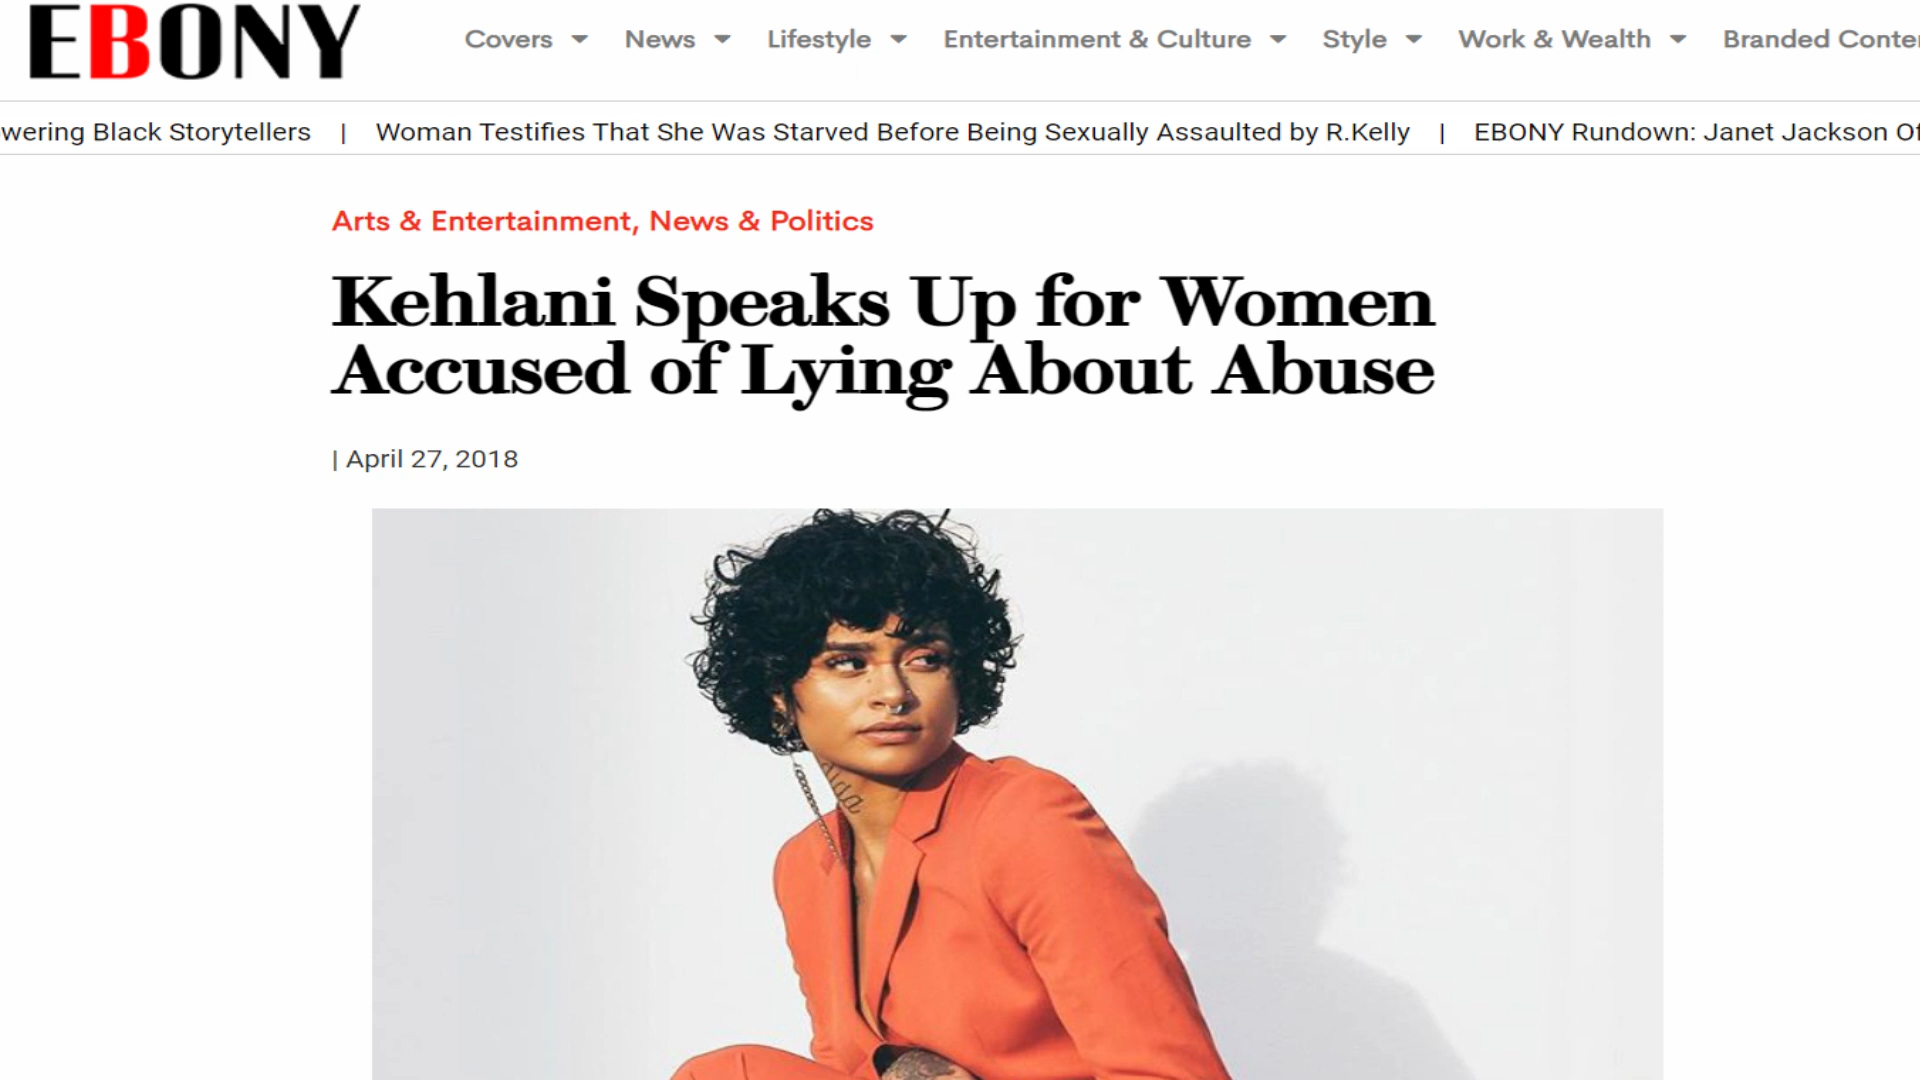 EBONY
Covers News Lifestyle Entertainment & Culture Style Work & Wealth Branded
wering Black Storytellers | Woman Testifies That She Was Starved Before Being Sexually Assaulted by R.Kelly | EBONY Rundown: Janet Jackson
Arts & Entertainment, News & Politics
Kehlani Speaks Up for Women
Accused of Lying About Abuse
| April 27, 2018